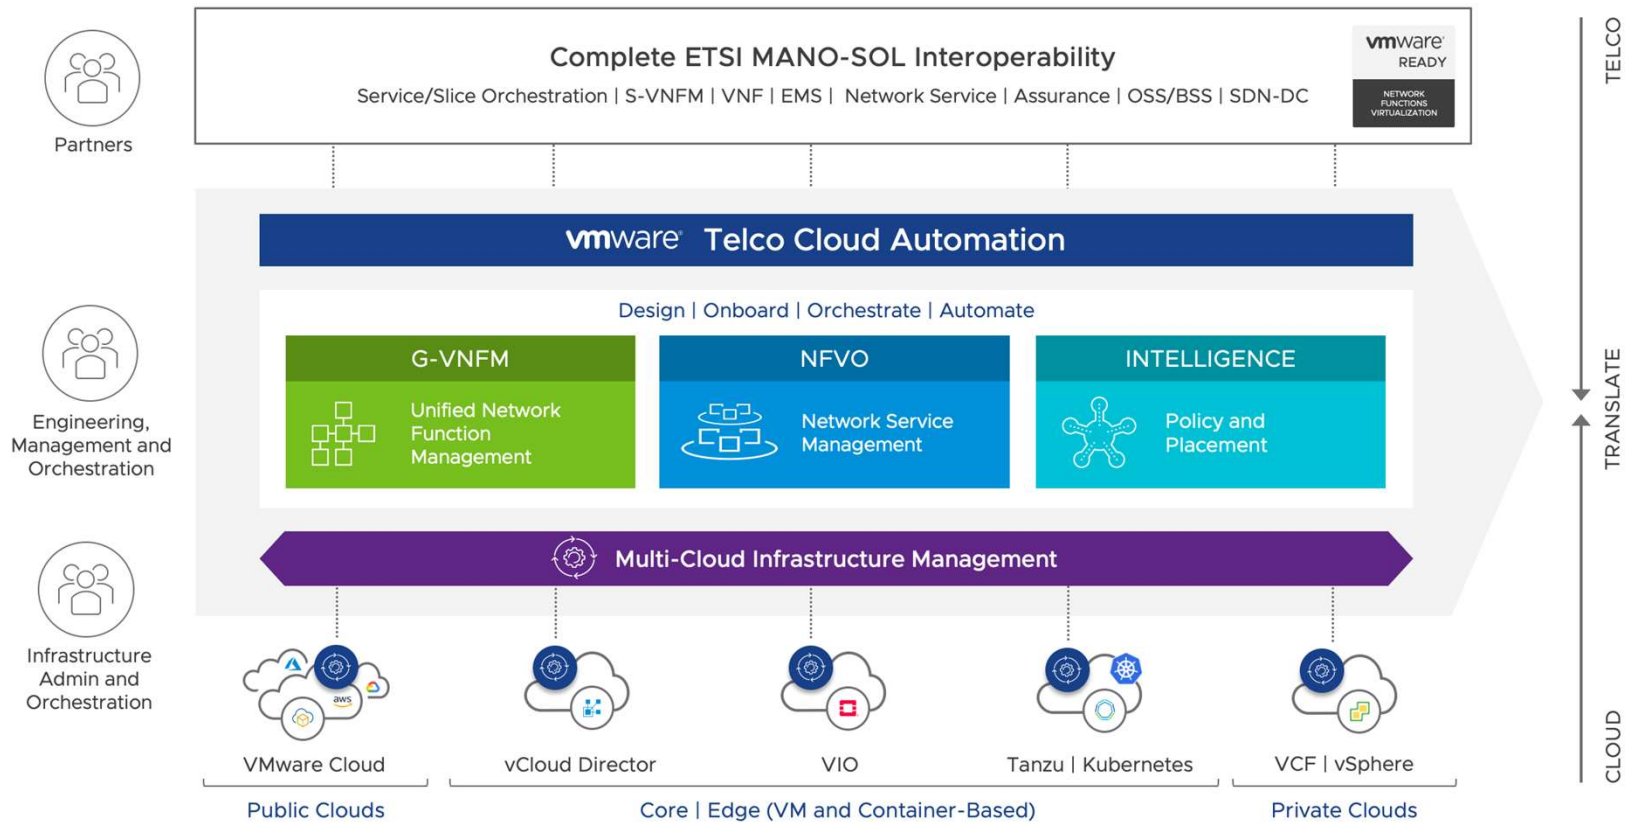 Complete ETSI MANO-SOL Interoperability
Service/Slice Orchestration | S-VNFM | VNF | EMS | Network Service | Assurance | OSS/BSS | SDN-DC
vmware®
READY
NETWORK
FUNCTIONS
VIRTUALIZATION
Partners
TELCO
vmware® Telco Cloud Automation
Design | Onboard | Orchestrate | Automate
G-VNFM
Unified Network
Function
Management
NFVO
Network Service
Management
INTELLIGENCE
Policy and
Placement
Engineering,
Management and
Orchestration
TRANSLATE
Multi-Cloud Infrastructure Management
Infrastructure
Admin and
Orchestration
aws
VMware Cloud
vCloud Director
VIO
Tanzu | Kubernetes
VCF | vSphere
CLOUD
Public Clouds
Core | Edge (VM and Container-Based)
Private Clouds